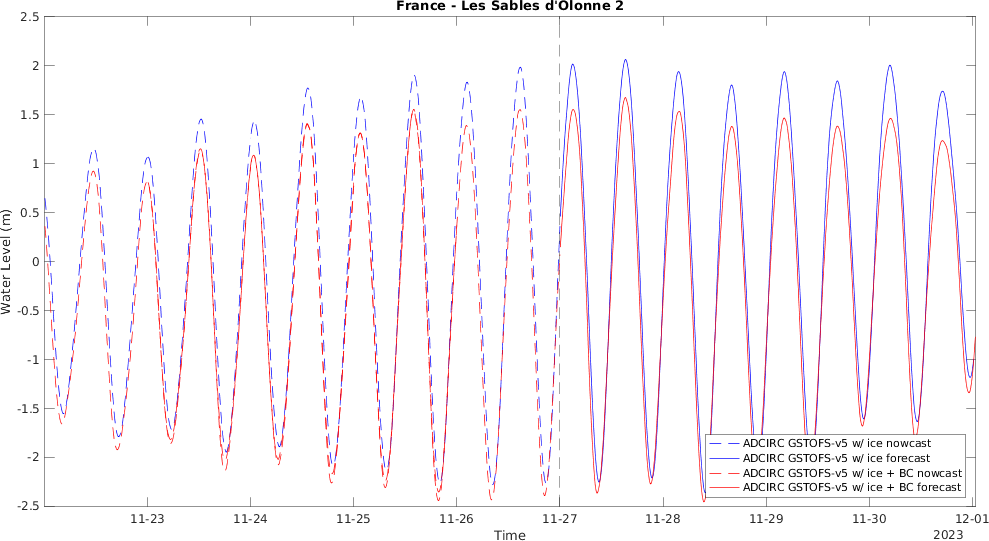 France - Les Sables d'Olonne 2
2.5
2
1.5
1
0.5
0
-0.5
-1
-1.5
-2
-2.5
Water Level (m)
ADCIRC GSTOFS-v5 w/ ice nowcast
ADCIRC GSTOFS-v5 w/ ice forecast
ADCIRC GSTOFS-v5 w/ ice + BC nowcast
ADCIRC GSTOFS-v5 w/ ice + BC forecast
11-23 11-24 11-25 11-26 11-27 11-28 11-29 11-30 12-01
Time
2023